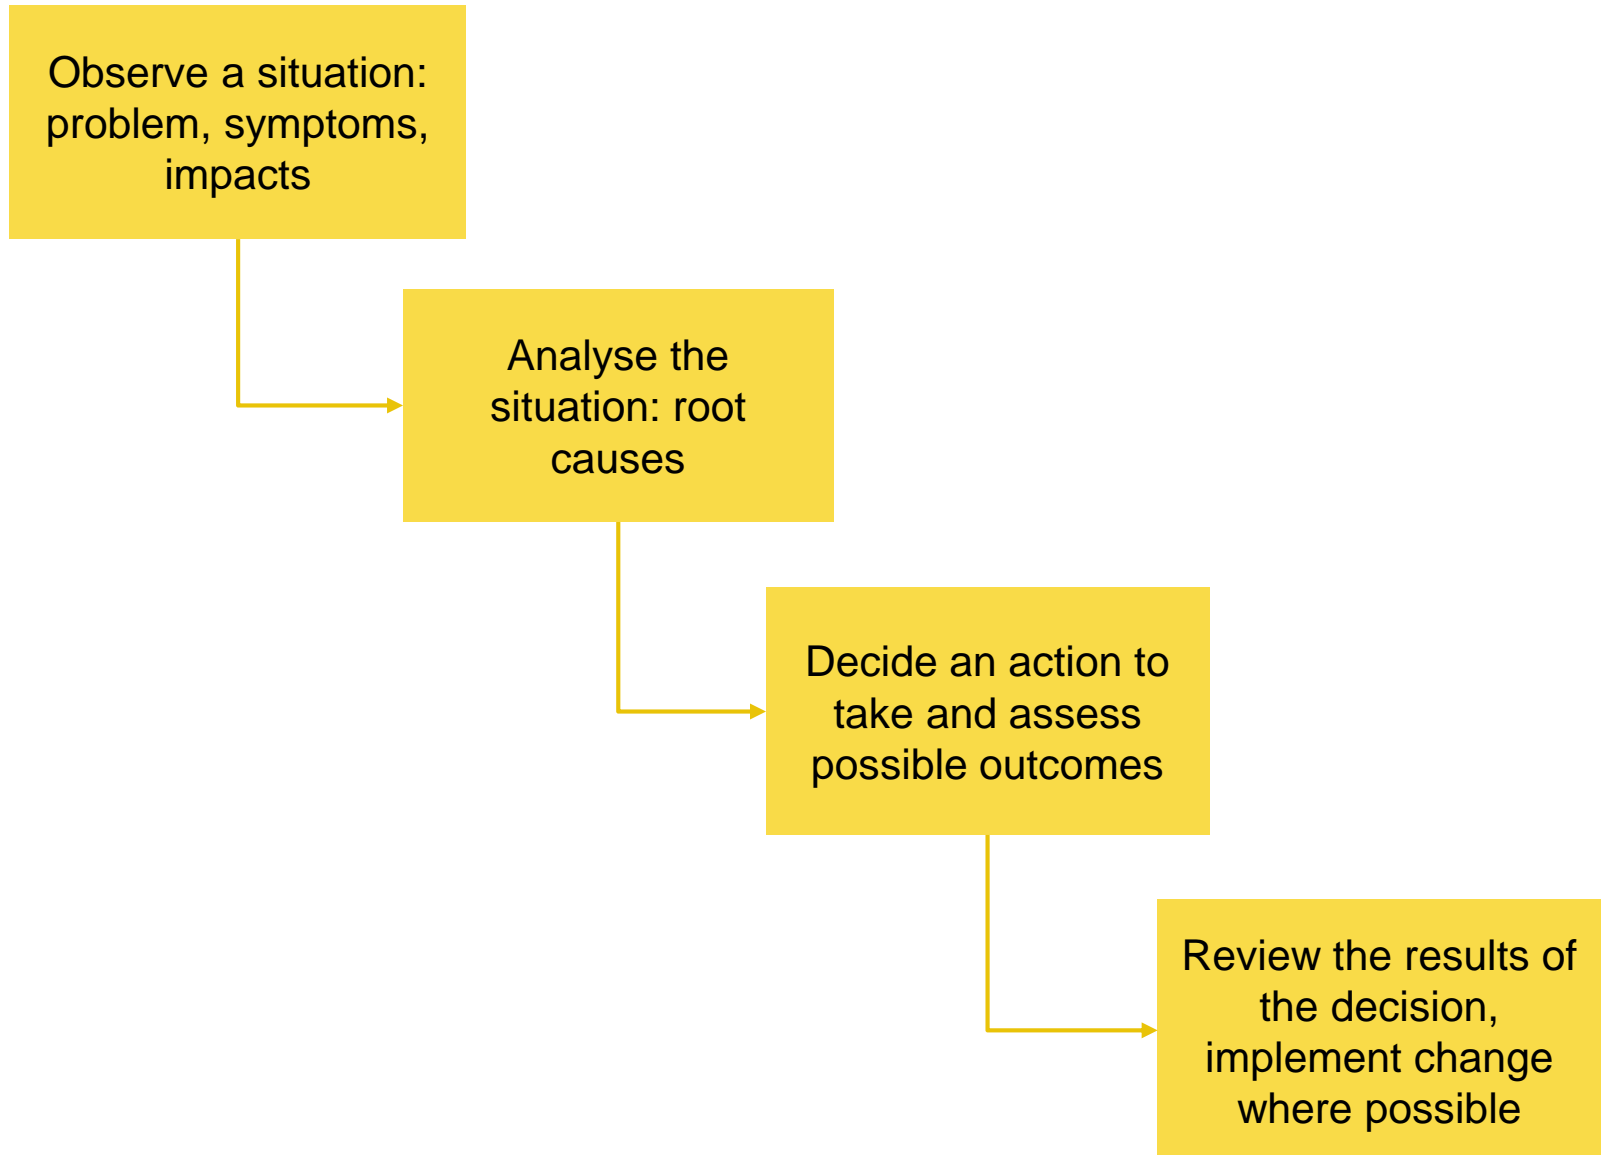 Observe a situation:
problem, symptoms,
impacts
Analyse the
situation: root
causes
Decide an action to
take and assess
possible outcomes
Review the results of
the decision,
implement change
where possible